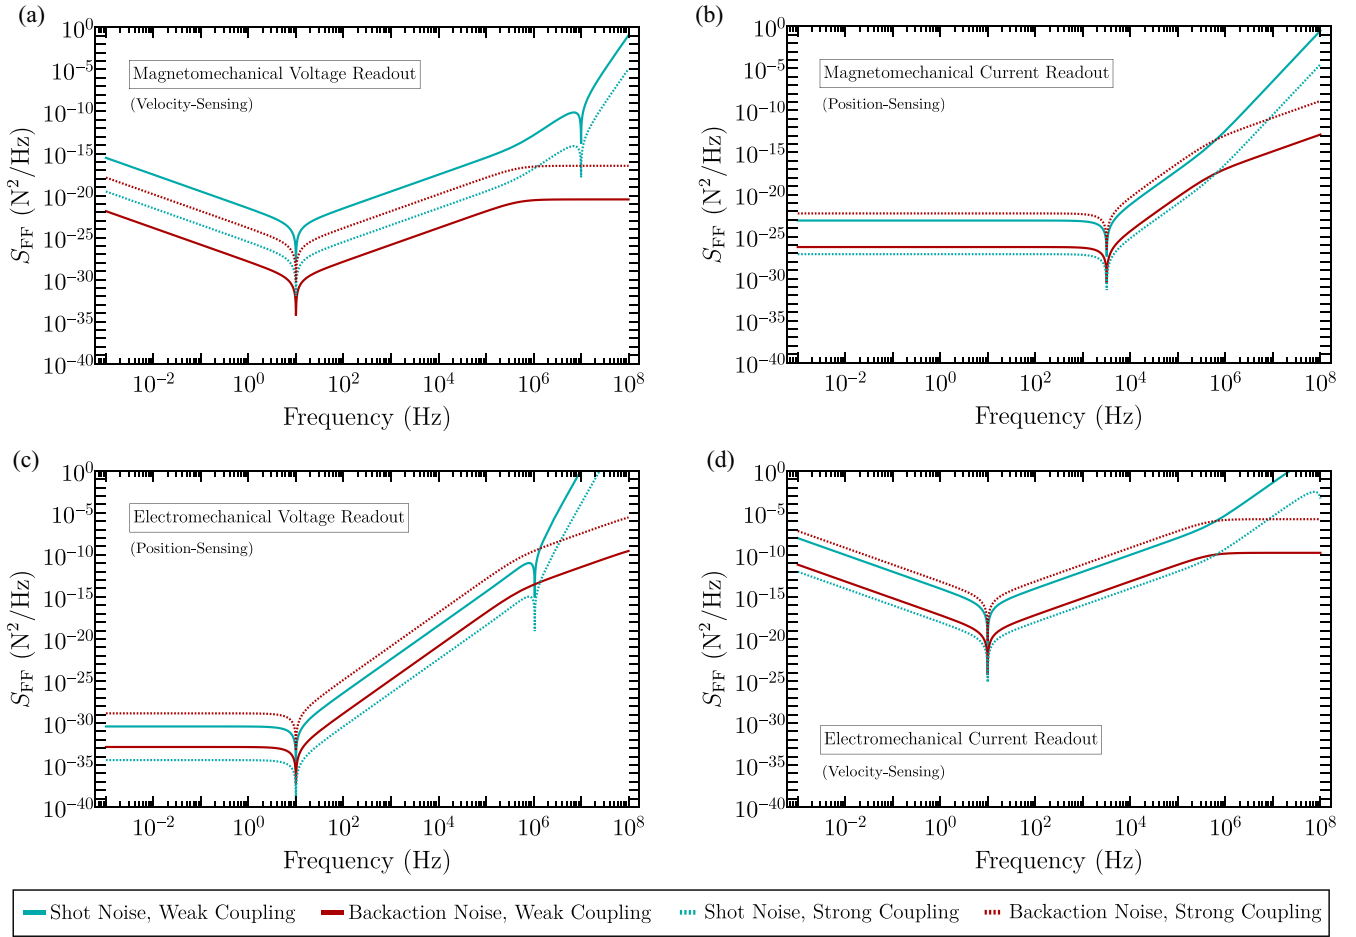 (a)
10^0
10^−5
10^−10
10^−15
10^−20
10^−25
10^−30
10^−35
10^−40
S_FF (N^2/Hz)
Magnetomechanical Voltage Readout
(Velocity-Sensing)
10^−2 10^0 10^2 10^4 10^6 10^8
Frequency (Hz)
(b)
10^0
10^−5
10^−10
10^−15
10^−20
10^−25
10^−30
10^−35
10^−40
S_FF (N^2/Hz)
Magnetomechanical Current Readout
(Position-Sensing)
10^−2 10^0 10^2 10^4 10^6 10^8
Frequency (Hz)
(c)
10^0
10^−5
10^−10
10^−15
10^−20
10^−25
10^−30
10^−35
10^−40
S_FF (N^2/Hz)
Electromechanical Voltage Readout
(Position-Sensing)
10^−2 10^0 10^2 10^4 10^6 10^8
Frequency (Hz)
(d)
10^0
10^−5
10^−10
10^−15
10^−20
10^−25
10^−30
10^−35
10^−40
S_FF (N^2/Hz)
Electromechanical Current Readout
(Velocity-Sensing)
10^−2 10^0 10^2 10^4 10^6 10^8
Frequency (Hz)
Shot Noise, Weak Coupling Backaction Noise, Weak Coupling Shot Noise, Strong Coupling Backaction Noise, Strong Coupling